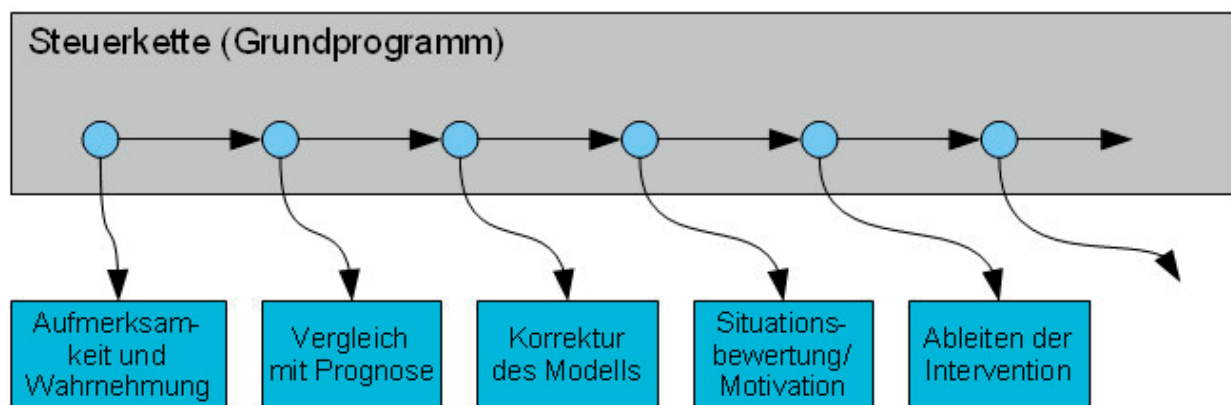 Steuerkette (Grundprogramm)
Aufmerksam-
keit und
Wahrnehmung
Vergleich
mit Prognose
Korrektur
des Modells
Situations-
bewertung/
Motivation
Ableiten der
Intervention